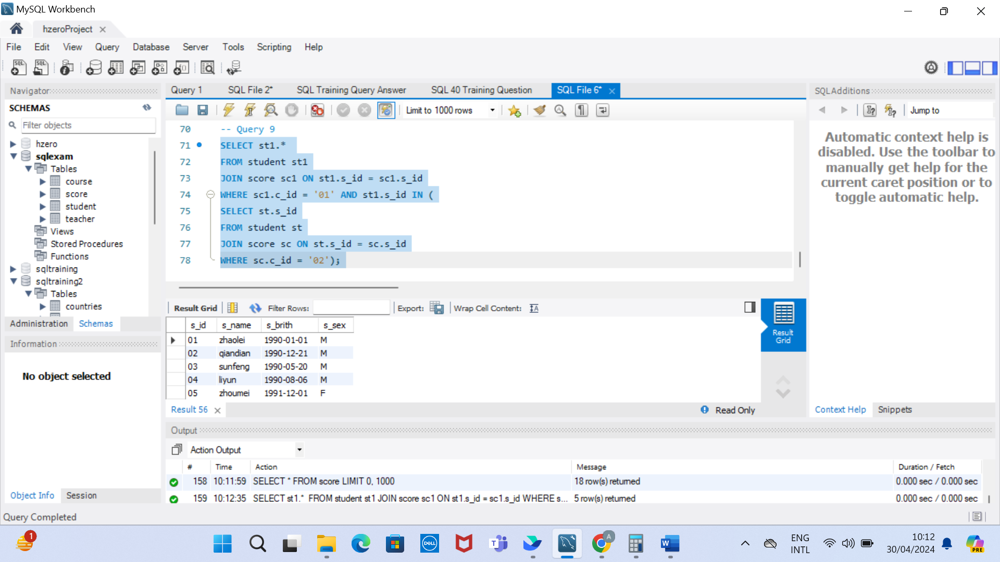 MySQL Workbench
hzeroProject
File Edit View Query Database Server Tools Scripting Help
Navigator
SCHEMAS
Filter objects
hzero
sqlexam
Tables
course
score
student
teacher
Views
Stored Procedures
Functions
sqltraining
sqltraining2
Tables
countries
Administration Schemas
Information
No object selected
Object Info Session
Query 1 SQL File 2* SQL Training Query Answer SQL 40 Training Question SQL File 6*
Limit to 1000 rows
70 -- Query 9
71 SELECT st1.*
72 FROM student st1
73 JOIN score sc1 ON st1.s_id = sc1.s_id
74 WHERE sc1.c_id = '01' AND st1.s_id IN (
75 SELECT st.s_id
76 FROM student st
77 JOIN score sc ON st.s_id = sc.s_id
78 WHERE sc.c_id = '02');
Result Grid Filter Rows: Export: Wrap Cell Content:
s_id s_name s_brith s_sex
01 zhaolei 1990-01-01 M
02 qiandian 1990-12-21 M
03 sunfeng 1990-05-20 M
04 liyun 1990-08-06 M
05 zhoumei 1991-12-01 F
Result Grid
Result 56
Read Only
SQLAdditions
Jump to
Automatic context help is
disabled. Use the toolbar to
manually get help for the
current caret position or to
toggle automatic help.
Context Help Snippets
Output
Action Output
# Time Action Message Duration / Fetch
158 10:11:59 SELECT * FROM score LIMIT 0, 1000 18 row(s) returned 0.000 sec / 0.000 sec
159 10:12:35 SELECT st1.* FROM student st1 JOIN score sc1 ON st1.s_id = sc1.s_id WHERE s... 5 row(s) returned 0.000 sec / 0.000 sec
Query Completed
1
DELL
T
A
W
ENG
INTL
10:12
30/04/2024
PRE